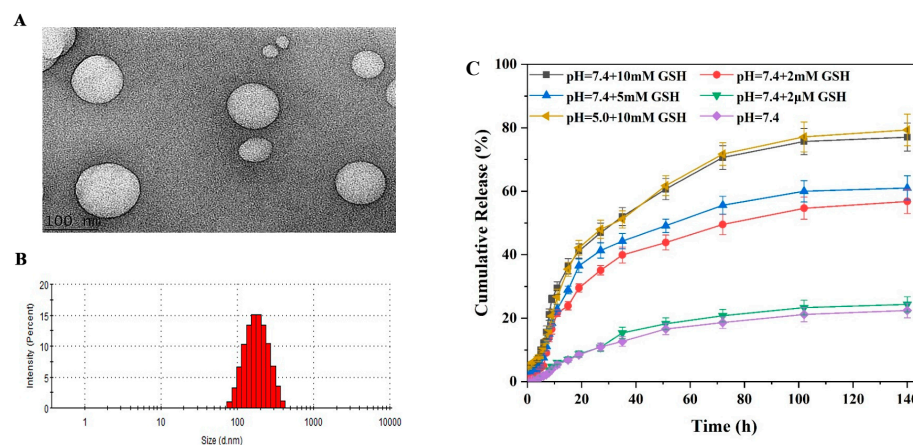 A
100 nm
B
Intensity (Percent)
20
15
10
5
0
1
10
100
1000
10000
Size (d.nm)
C
Cumulative Release (%)
100
80
60
40
20
0
pH=7.4+10mM GSH
pH=7.4+2mM GSH
pH=7.4+5mM GSH
pH=7.4+2μM GSH
pH=5.0+10mM GSH
pH=7.4
0
20
40
60
80
100
120
140
Time (h)